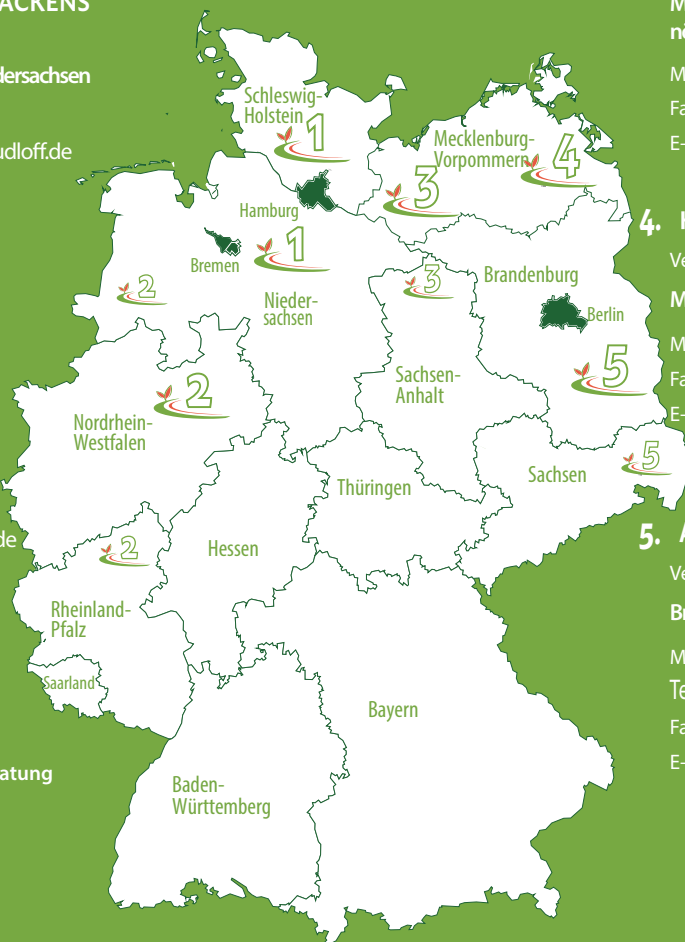 ACKENS
dersachsen
udloff.de
de
atung
Schleswig-
Holstein
1
Mecklenburg-
Vorpommern
4
3
Hamburg
1
Bremen
2
Nieder-
sachsen
3
Brandenburg
Berlin
5
Sachsen-
Anhalt
2
Nordrhein-
Westfalen
5
Sachsen
Thüringen
2
Hessen
Rheinland-
Pfalz
Saarland
Bayern
Baden-
Württemberg
M
nö
M
Fa
E-
4. K
Ve
M
M
Fa
E-
5. A
Ve
Br
M
Te
Fa
E-